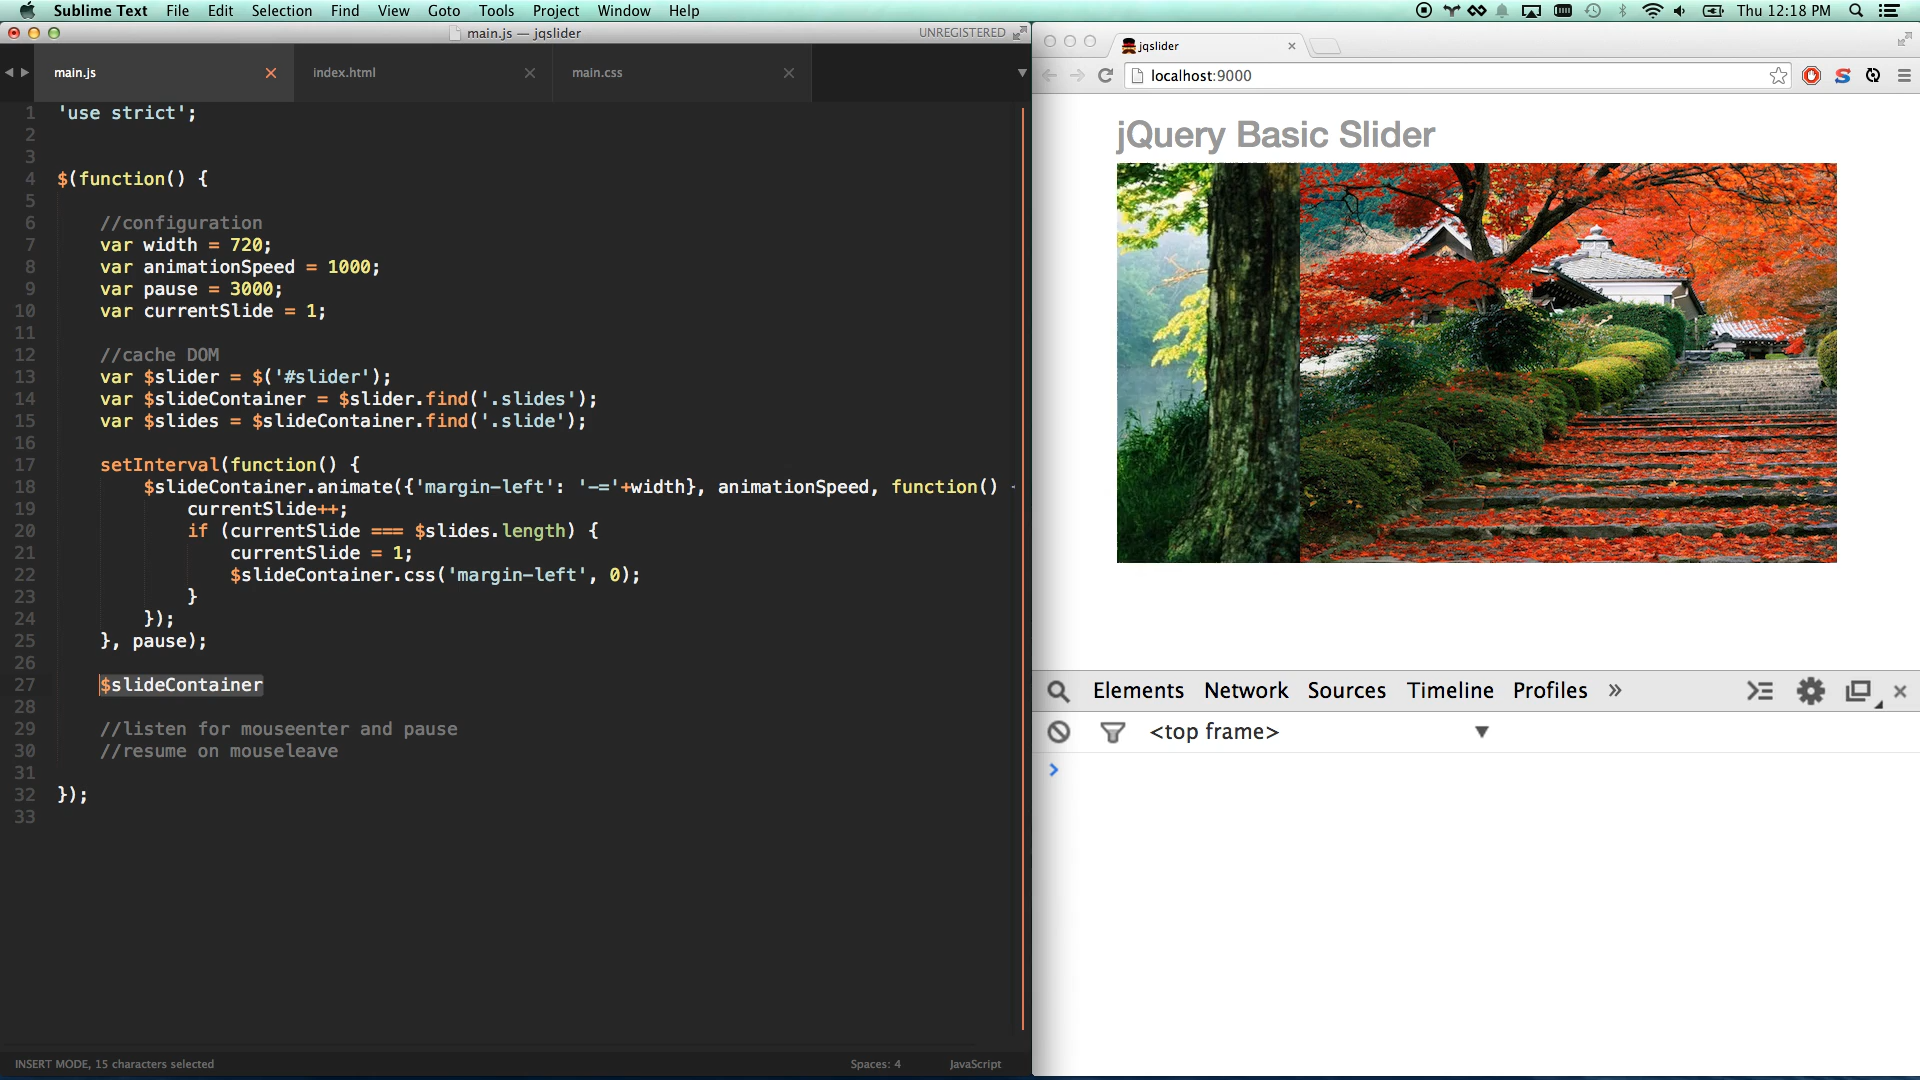 Sublime Text File Edit Selection Find View Goto Tools Project Window Help Thu 12:18 PM
main.js — jqslider UNREGISTERED
main.js index.html main.css
1 'use strict';
2
3
4 $(function() {
5
6 //configuration
7 var width = 720;
8 var animationSpeed = 1000;
9 var pause = 3000;
10 var currentSlide = 1;
11
12 //cache DOM
13 var $slider = $('#slider');
14 var $slideContainer = $slider.find('.slides');
15 var $slides = $slideContainer.find('.slide');
16
17 setInterval(function() {
18 $slideContainer.animate({'margin-left': '-='+width}, animationSpeed, function()
19 currentSlide++;
20 if (currentSlide === $slides.length) {
21 currentSlide = 1;
22 $slideContainer.css('margin-left', 0);
23 }
24 });
25 }, pause);
26
27 $slideContainer
28
29 //listen for mouseenter and pause
30 //resume on mouseleave
31
32 });
33
INSERT MODE, 15 characters selected Spaces: 4 JavaScript
jqslider
localhost:9000
jQuery Basic Slider
Elements Network Sources Timeline Profiles »
<top frame>